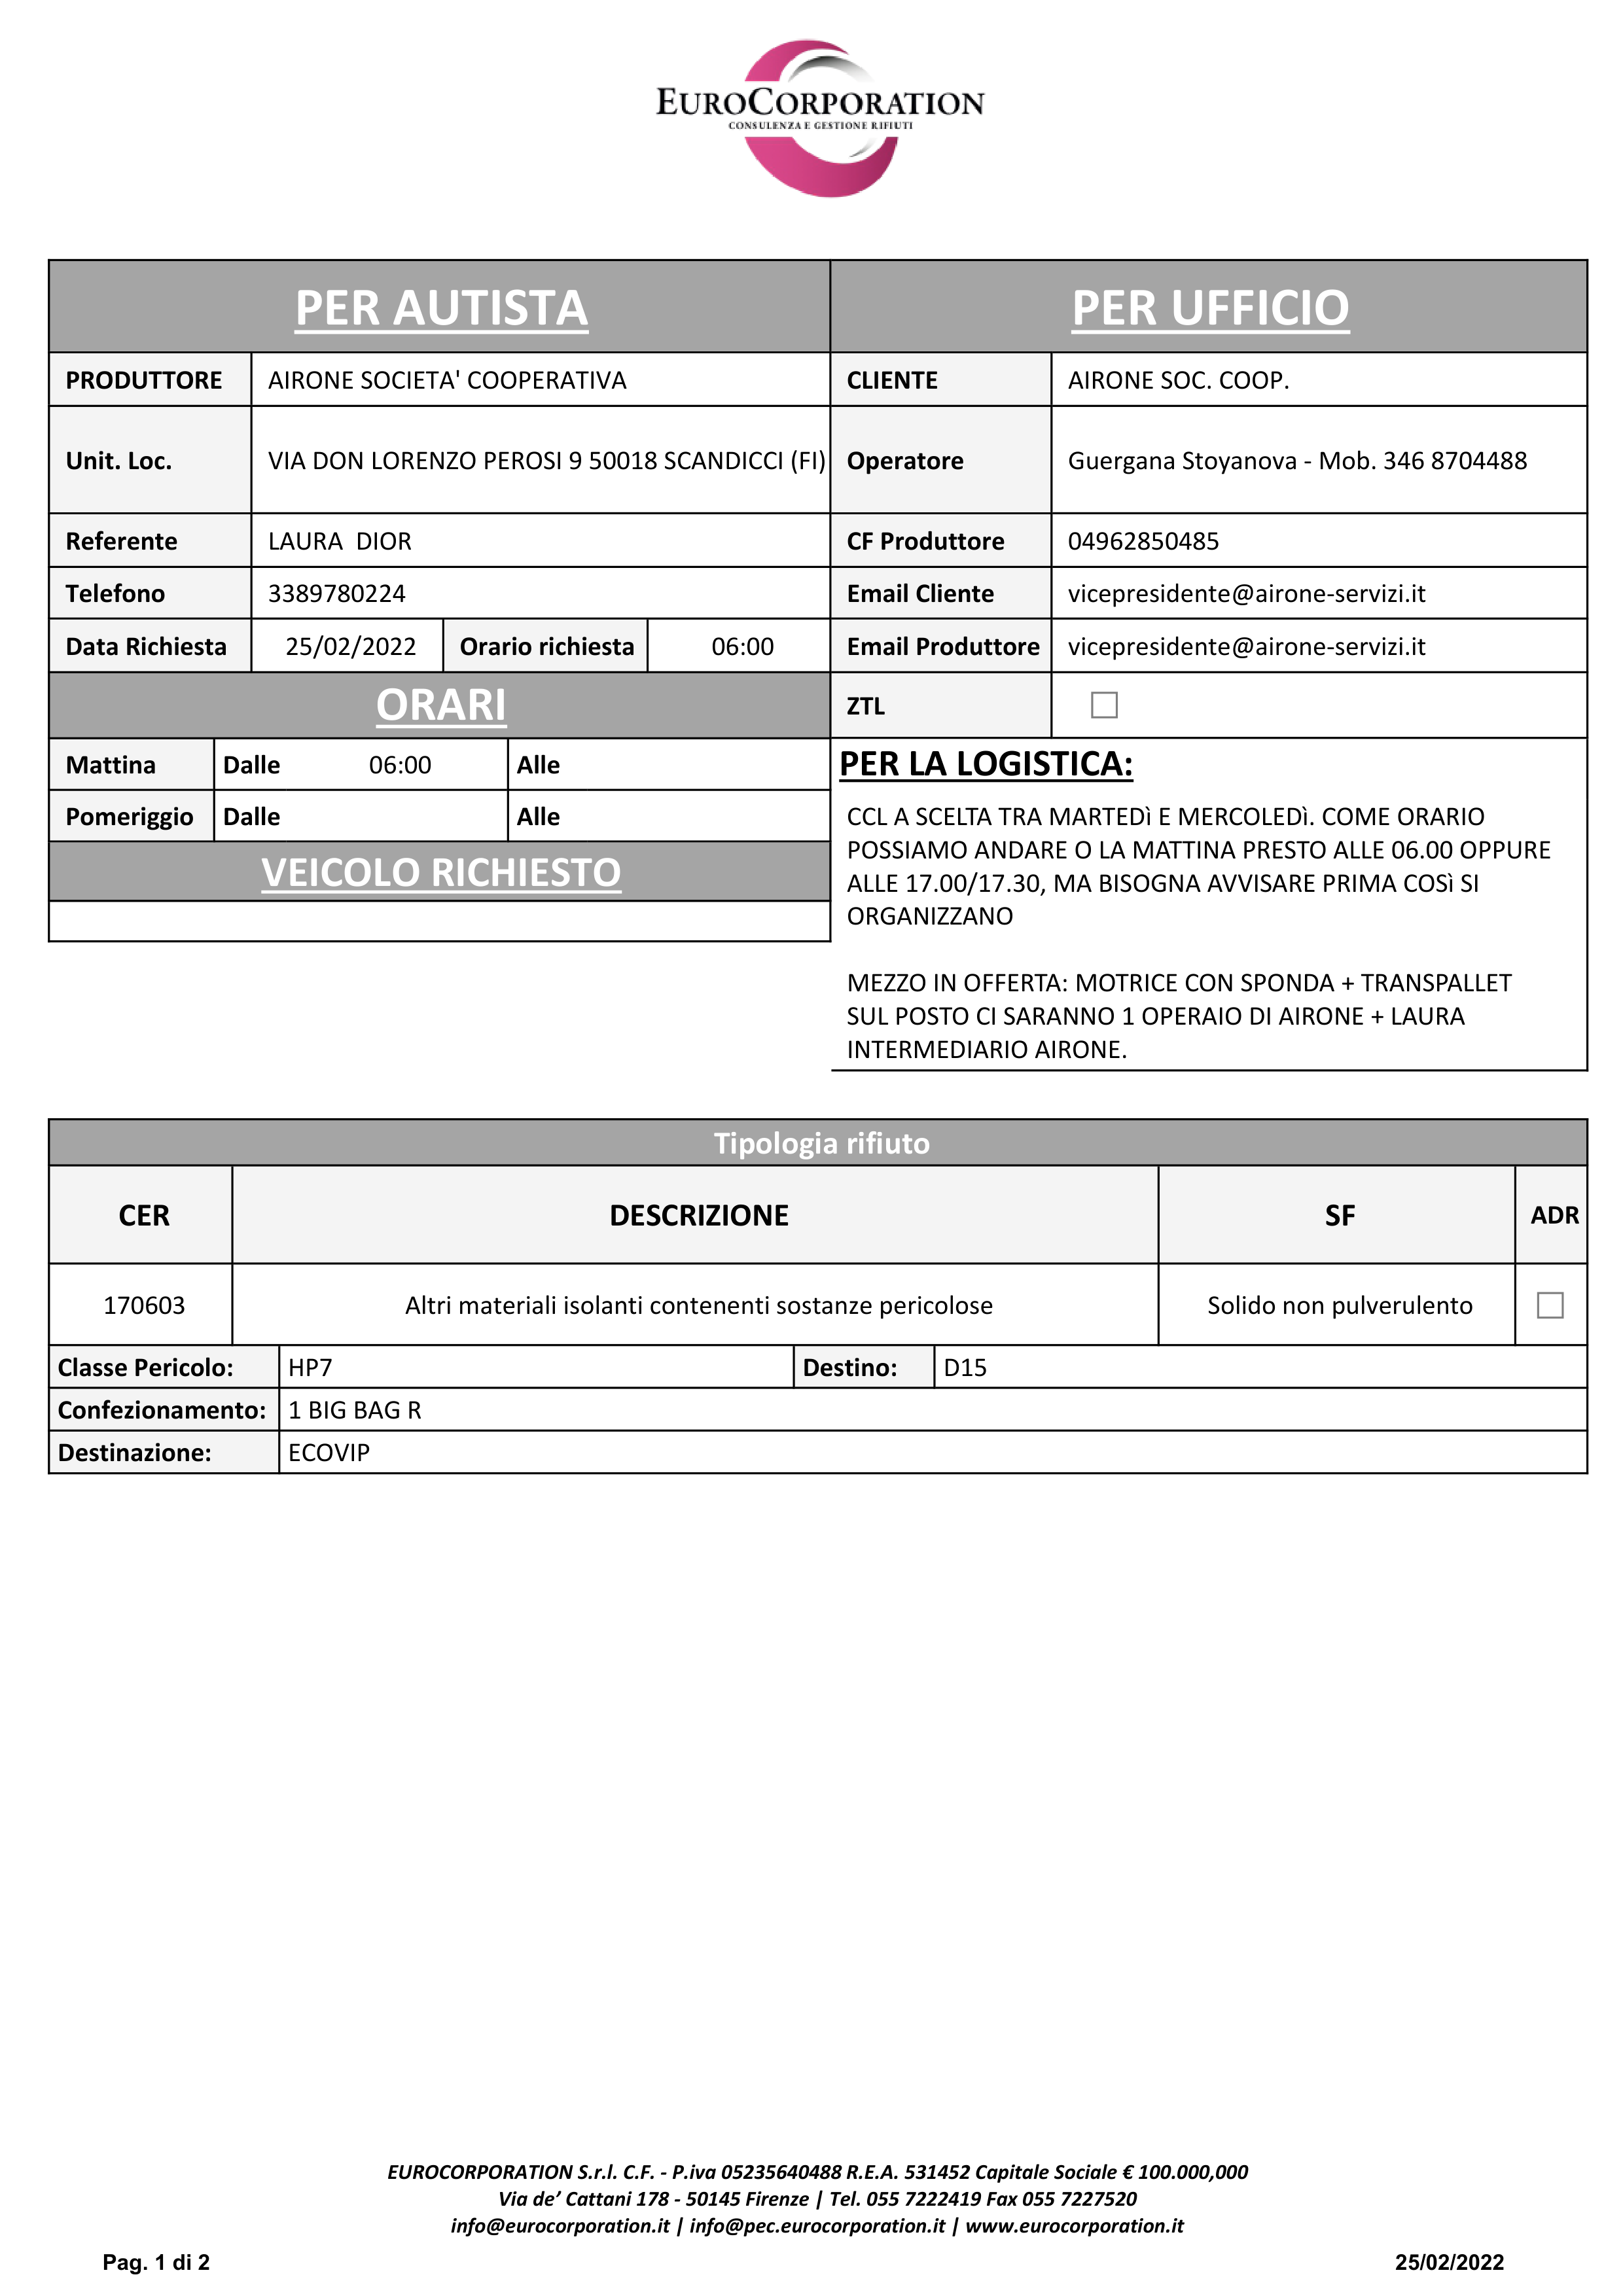 EUROCORPORATION
CONSULENZA E GESTIONE RIFIUTI
PER AUTISTA
PER UFFICIO
PRODUTTORE AIRONE SOCIETA' COOPERATIVA
CLIENTE AIRONE SOC. COOP.
Unit. Loc. VIA DON LORENZO PEROSI 9 50018 SCANDICCI (FI)
Operatore Guergana Stoyanova - Mob. 346 8704488
Referente LAURA  DIOR
CF Produttore 04962850485
Telefono 3389780224
Email Cliente vicepresidente@airone-servizi.it
Data Richiesta 25/02/2022 Orario richiesta 06:00
Email Produttore vicepresidente@airone-servizi.it
ORARI
ZTL
Mattina Dalle 06:00 Alle
Pomeriggio Dalle Alle
VEICOLO RICHIESTO
PER LA LOGISTICA:
CCL A SCELTA TRA MARTEDì E MERCOLEDì. COME ORARIO
POSSIAMO ANDARE O LA MATTINA PRESTO ALLE 06.00 OPPURE
ALLE 17.00/17.30, MA BISOGNA AVVISARE PRIMA COSì SI
ORGANIZZANO
MEZZO IN OFFERTA: MOTRICE CON SPONDA + TRANSPALLET
SUL POSTO CI SARANNO 1 OPERAIO DI AIRONE + LAURA
INTERMEDIARIO AIRONE.
Tipologia rifiuto
CER DESCRIZIONE SF ADR
170603 Altri materiali isolanti contenenti sostanze pericolose Solido non pulverulento
Classe Pericolo: HP7 Destino: D15
Confezionamento: 1 BIG BAG R
Destinazione: ECOVIP
EUROCORPORATION S.r.l. C.F. - P.iva 05235640488 R.E.A. 531452 Capitale Sociale € 100.000,000
Via de' Cattani 178 - 50145 Firenze | Tel. 055 7222419 Fax 055 7227520
info@eurocorporation.it | info@pec.eurocorporation.it | www.eurocorporation.it
Pag. 1 di 2 25/02/2022